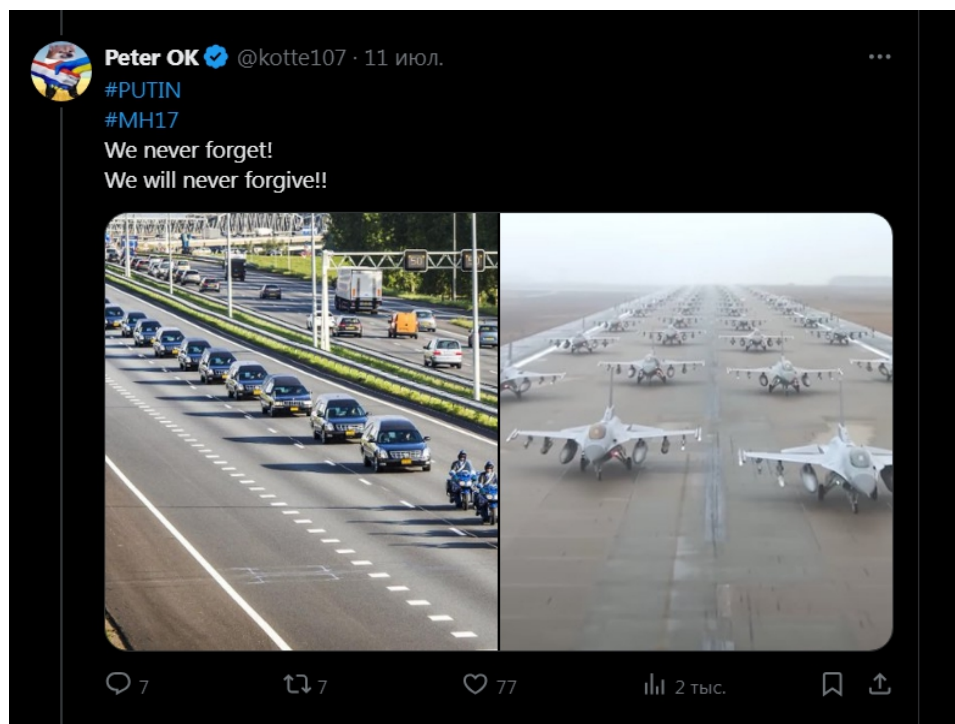 Peter OK @kotte107 · 11 июл.
#PUTIN
#MH17
We never forget!
We will never forgive!!
50
7 7 77 2 тыс.